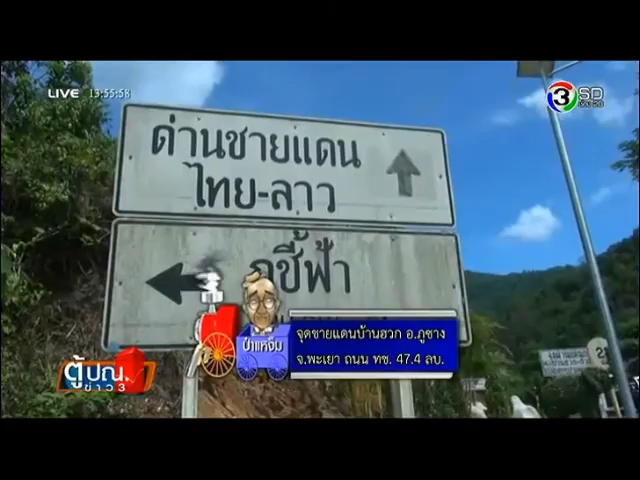 LIVE 13:55:58
3 SD
ด่านชายแดน
ไทย-ลาว
ภูชี้ฟ้า
ป๋าแหง็ม
จุดชายแดนบ้านฮวก อ.ภูซาง
จ.พะเยา ถนน ทช. 47.4 ลบ.
ตู้ปณ.
ข่าว3